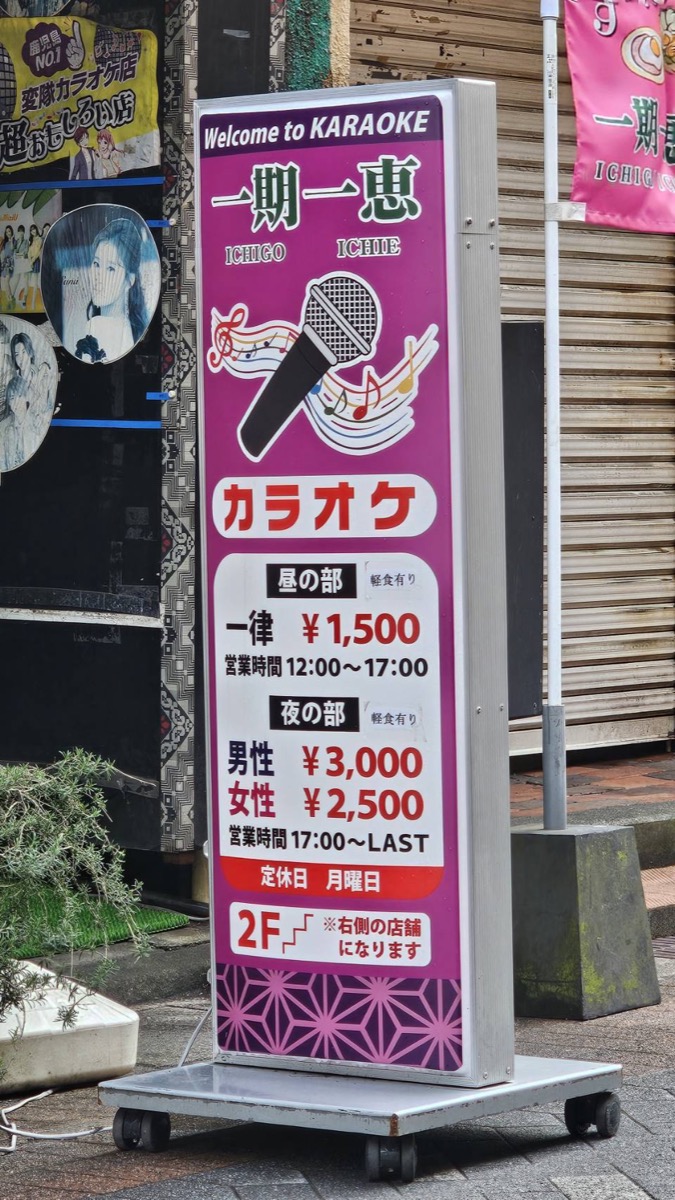 鹿児島
NO.1
変隊カラオケ店
超おもしろい店
Welcome to KARAOKE
一期一恵
ICHIGO ICHIE
カラオケ
昼の部 軽食有り
一律 ￥1,500
営業時間 12:00～17:00
夜の部 軽食有り
男性 ￥3,000
女性 ￥2,500
営業時間 17:00～LAST
定休日 月曜日
2F ※右側の店舗
になります
一期恵